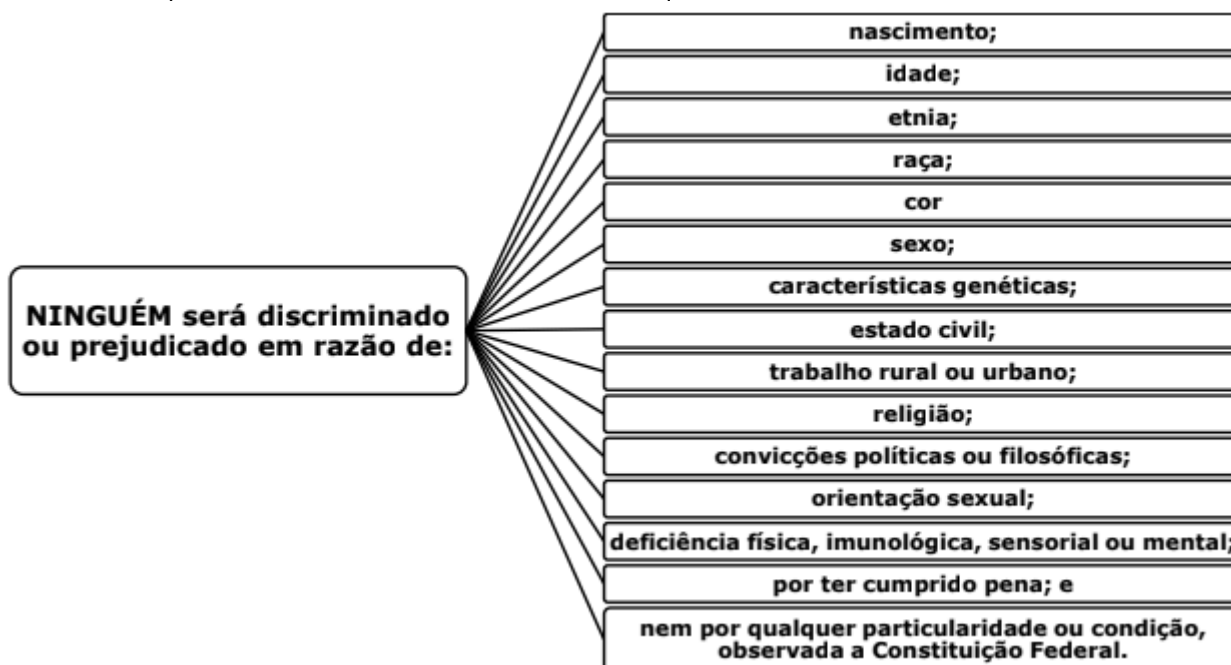 NINGUÉM será discriminado
ou prejudicado em razão de:
nascimento;
idade;
etnia;
raça;
cor
sexo;
características genéticas;
estado civil;
trabalho rural ou urbano;
religião;
convicções políticas ou filosóficas;
orientação sexual;
deficiência física, imunológica, sensorial ou mental;
por ter cumprido pena; e
nem por qualquer particularidade ou condição,
observada a Constituição Federal.